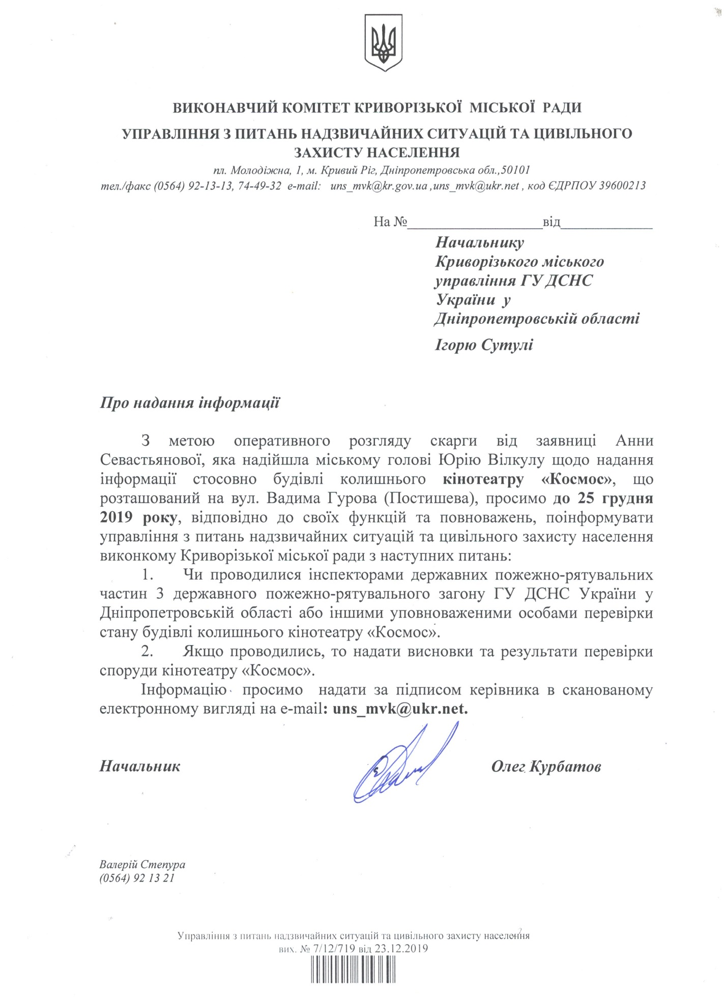 ВИКОНАВЧИЙ КОМІТЕТ КРИВОРІЗЬКОЇ МІСЬКОЇ РАДИ
УПРАВЛІННЯ З ПИТАНЬ НАДЗВИЧАЙНИХ СИТУАЦІЙ ТА ЦИВІЛЬНОГО
ЗАХИСТУ НАСЕЛЕННЯ
пл. Молодіжна, 1, м. Кривий Ріг, Дніпропетровська обл.,50101
тел./факс (0564) 92-13-13, 74-49-32 e-mail: uns_mvk@kr.gov.ua ,uns_mvk@ukr.net , код ЄДРПОУ 39600213
На №___________________від_____________
Начальнику
Криворізького міського
управління ГУ ДСНС
України у
Дніпропетровській області
Ігорю Сутулі
Про надання інформації
З метою оперативного розгляду скарги від заявниці Анни
Севастьянової, яка надійшла міському голові Юрію Вілкулу щодо надання
інформації стосовно будівлі колишнього кінотеатру «Космос», що
розташований на вул. Вадима Гурова (Постишева), просимо до 25 грудня
2019 року, відповідно до своїх функцій та повноважень, поінформувати
управління з питань надзвичайних ситуацій та цивільного захисту населення
виконкому Криворізької міської ради з наступних питань:
1. Чи проводилися інспекторами державних пожежно-рятувальних
частин 3 державного пожежно-рятувального загону ГУ ДСНС України у
Дніпропетровській області або іншими уповноваженими особами перевірки
стану будівлі колишнього кінотеатру «Космос».
2. Якщо проводились, то надати висновки та результати перевірки
споруди кінотеатру «Космос».
Інформацію просимо надати за підписом керівника в сканованому
електронному вигляді на e-mail: uns_mvk@ukr.net.
Начальник Олег Курбатов
Валерій Степура
(0564) 92 13 21
Управління з питань надзвичайних ситуацій та цивільного захисту населення
вих. № 7/12/719 від 23.12.2019